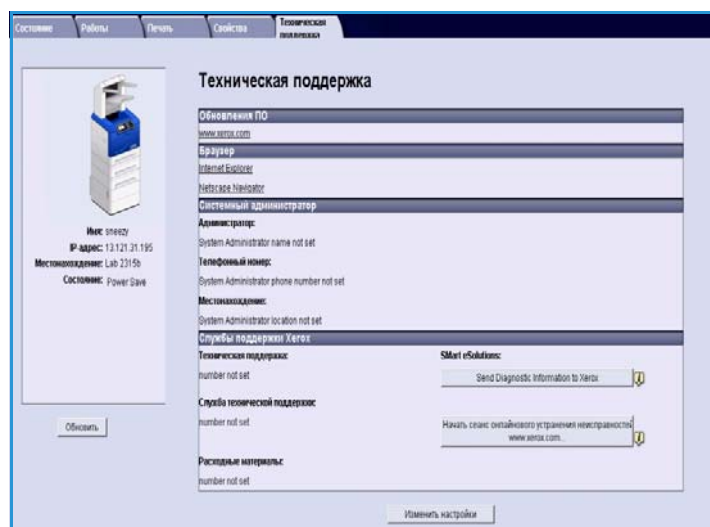 Состояние Работы Печать Свойства Техническая поддержка
Техническая поддержка
Обновления ПО
www.xerox.com
Браузер
Internet Explorer
Netscape Navigator
Системный администратор
Администратор:
System Administrator name not set
Телефонный номер:
System Administrator phone number not set
Местонахождение:
System Administrator location not set
Службы поддержки Xerox
Техническая поддержка: SMart eSolutions:
number not set Send Diagnostic Information to Xerox
Служба технической поддержки:
number not set Начать сеанс онлайнового устранения неисправностей
www.xerox.com...
Расходные материалы:
number not set
Изменить настройки
Имя: sneezy
IP-адрес: 13.121.31.195
Местонахождение: Lab 2315b
Состояние: Power Save
Обновить